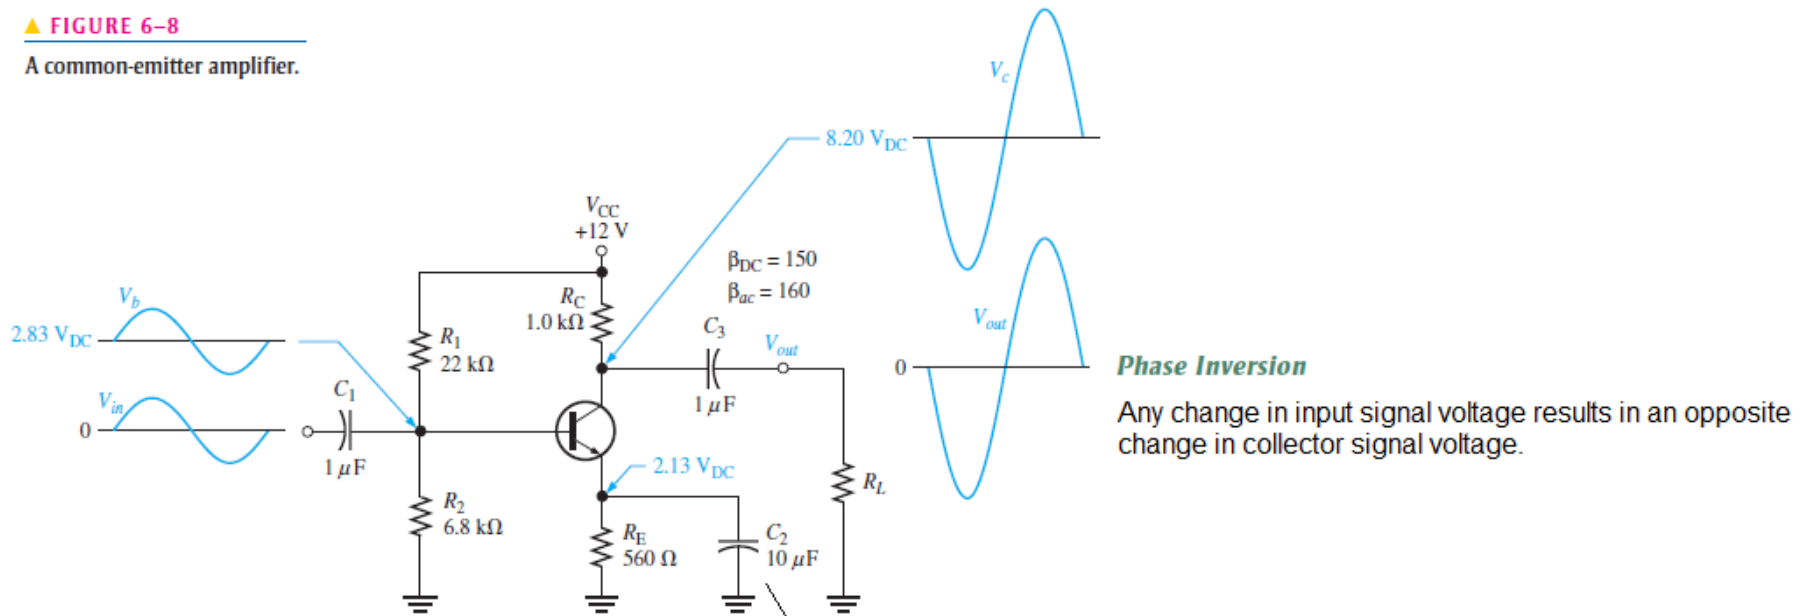 ▲ FIGURE 6–8
A common-emitter amplifier.
V_c
8.20 V_DC
V_CC
+12 V
β_DC = 150
β_ac = 160
V_b
R_C
1.0 kΩ
2.83 V_DC
R_1
22 kΩ
C_3
V_out
1 μF
V_out
0
Phase Inversion
Any change in input signal voltage results in an opposite
change in collector signal voltage.
V_in
0
C_1
1 μF
2.13 V_DC
R_L
R_2
6.8 kΩ
R_E
560 Ω
C_2
10 μF